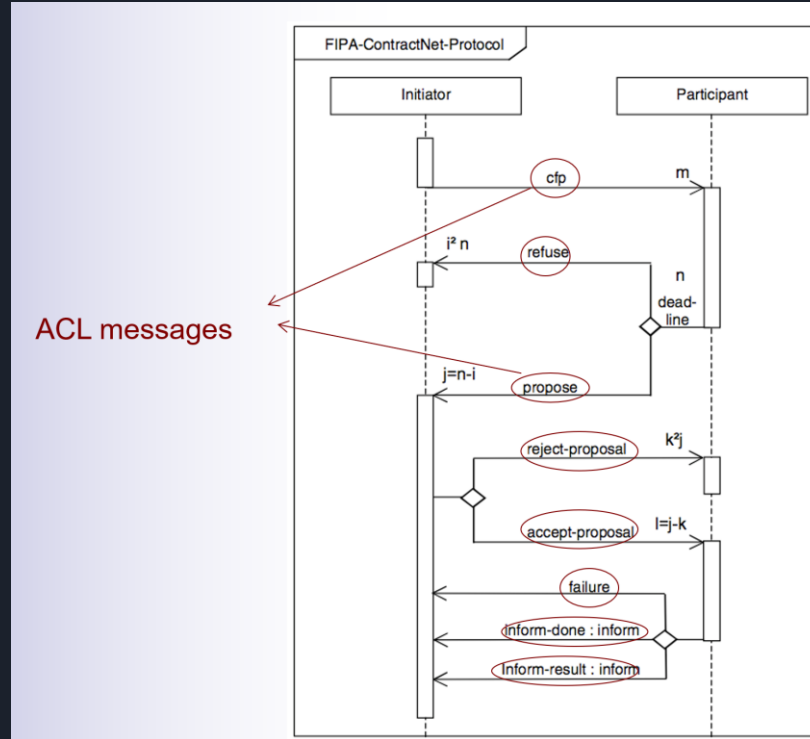 FIPA-ContractNet-Protocol
Initiator
Participant
cfp
m
i² n
refuse
n
dead-
line
ACL messages
j=n-i
propose
reject-proposal
k²j
accept-proposal
l=j-k
failure
inform-done : inform
Inform-result : inform